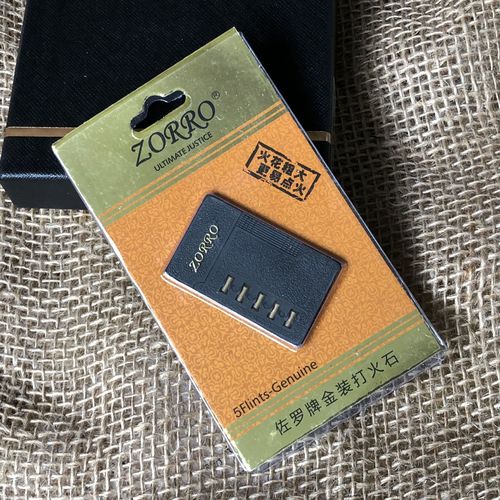 ZORRO®
ULTIMATE JUSTICE
火花粗大
更易点火
ZORRO
5Flints-Genuine
佐罗牌金装打火石